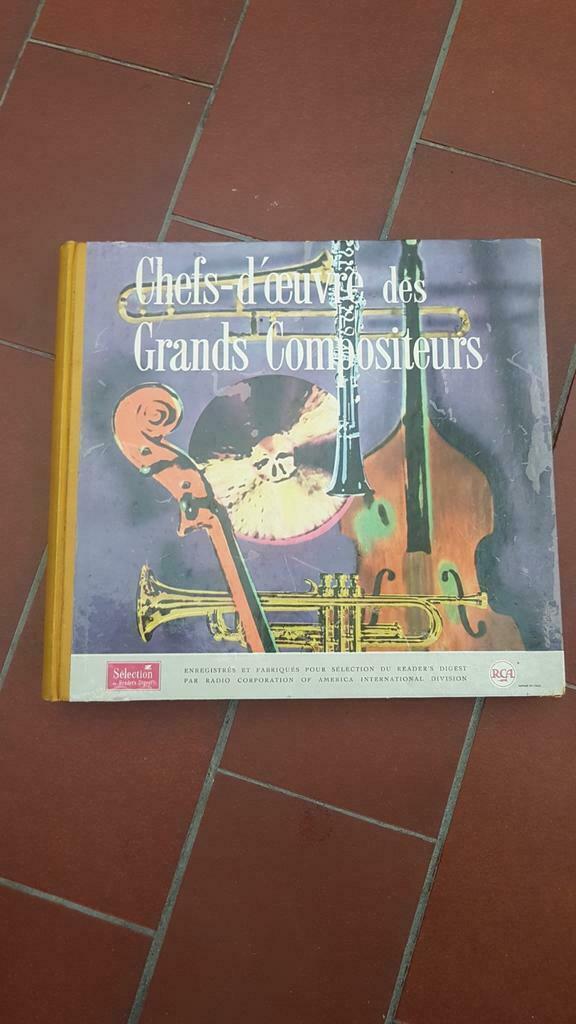 Chefs-d'œuvre des
Grands Compositeurs
Sélection
du Reader's Digest
ENREGISTRÉS ET FABRIQUÉS POUR SÉLECTION DU READER'S DIGEST
PAR RADIO CORPORATION OF AMERICA INTERNATIONAL DIVISION
RCA